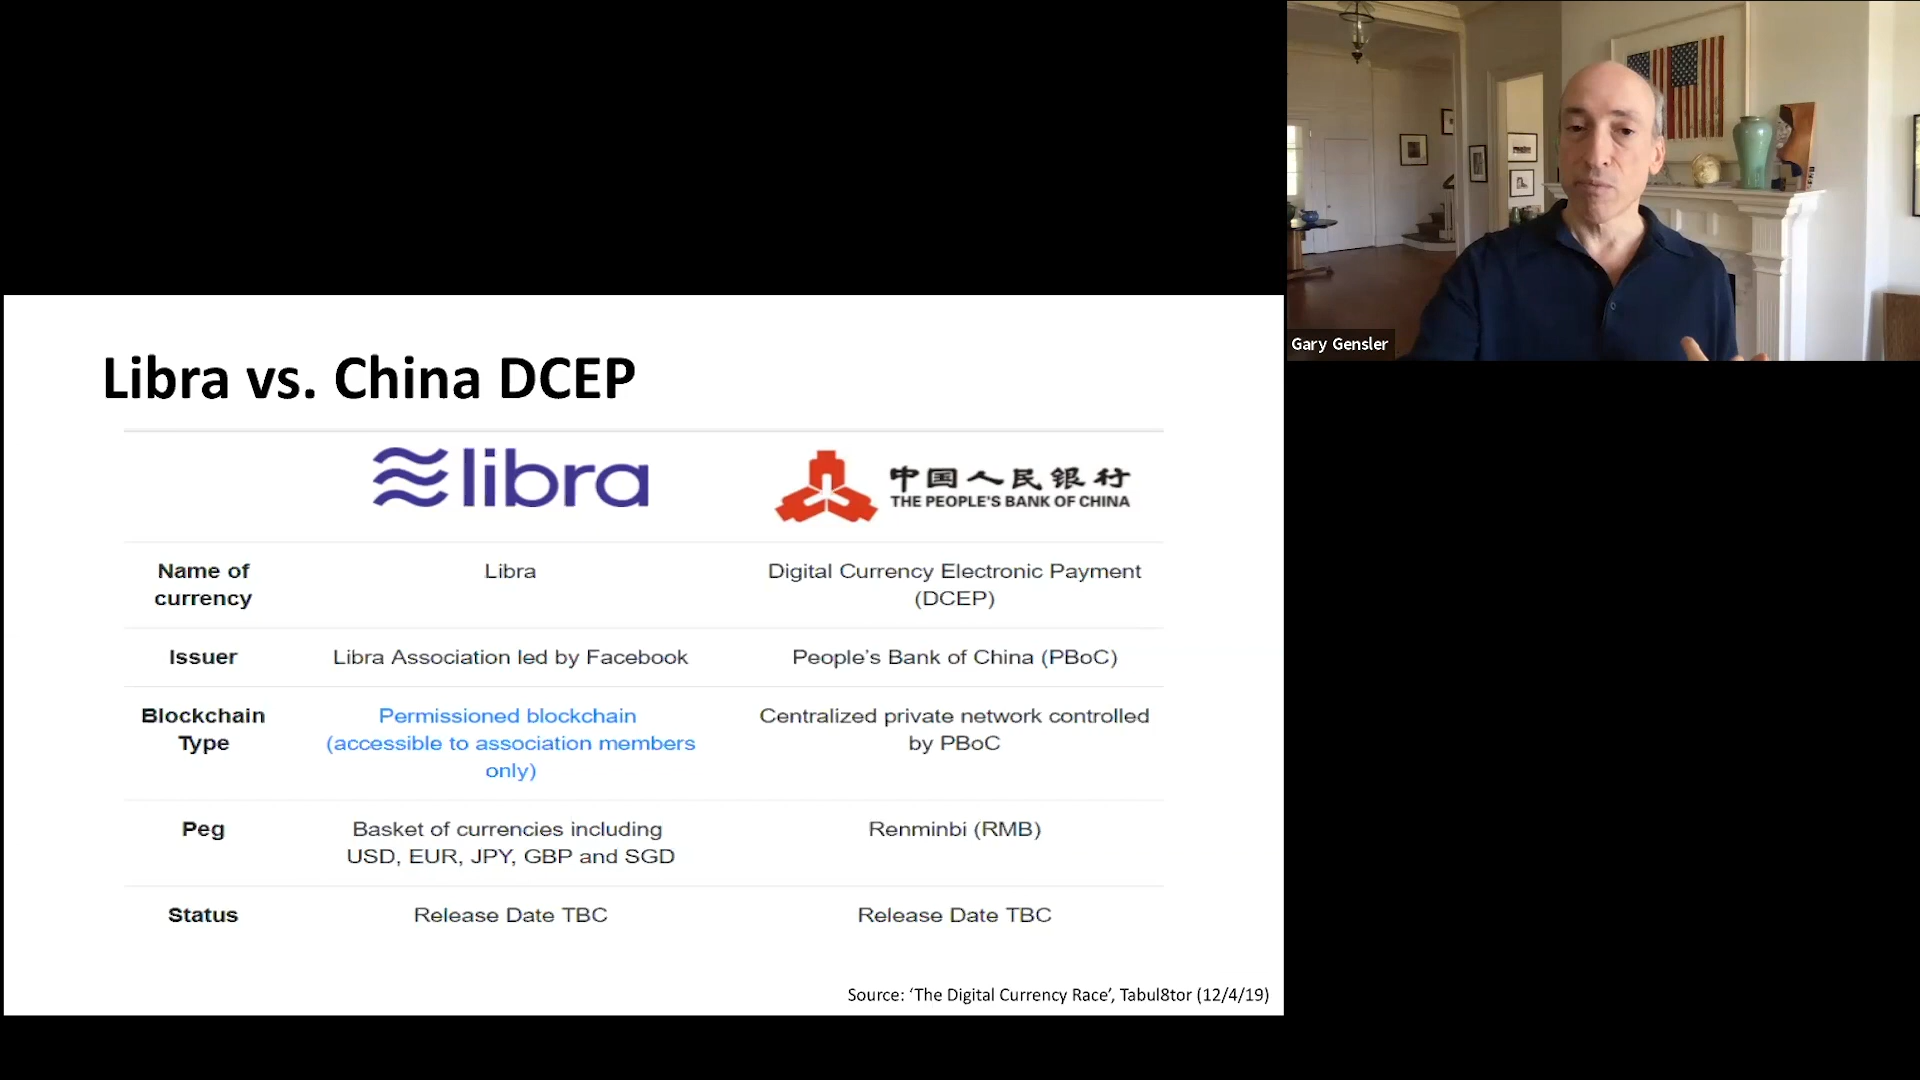 Gary Gensler
Libra vs. China DCEP
libra
中国人民银行
THE PEOPLE'S BANK OF CHINA
Name of
currency
Libra
Digital Currency Electronic Payment
(DCEP)
Issuer
Libra Association led by Facebook
People's Bank of China (PBoC)
Blockchain
Type
Permissioned blockchain
(accessible to association members
only)
Centralized private network controlled
by PBoC
Peg
Basket of currencies including
USD, EUR, JPY, GBP and SGD
Renminbi (RMB)
Status
Release Date TBC
Release Date TBC
Source: ‘The Digital Currency Race’, Tabul8tor (12/4/19)